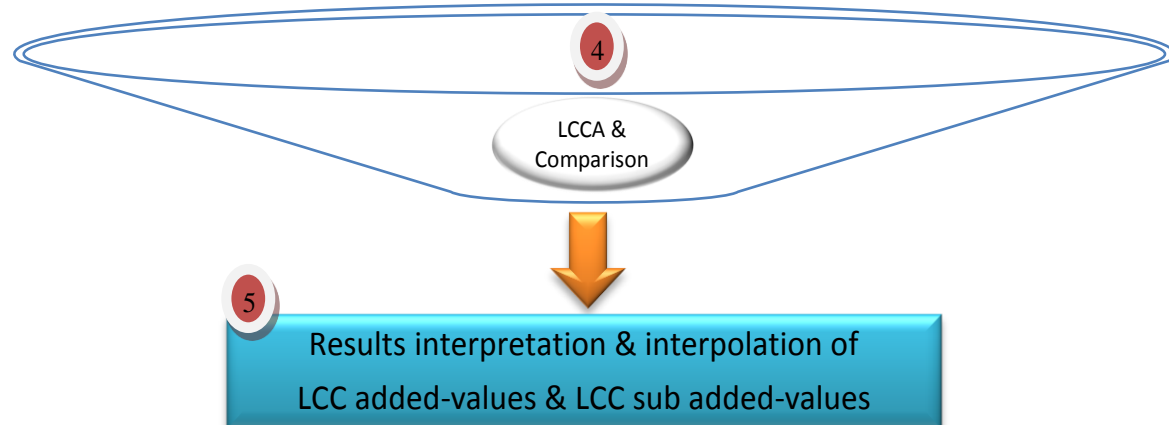 4
LCCA &
Comparison
5
Results interpretation & interpolation of
LCC added-values & LCC sub added-values